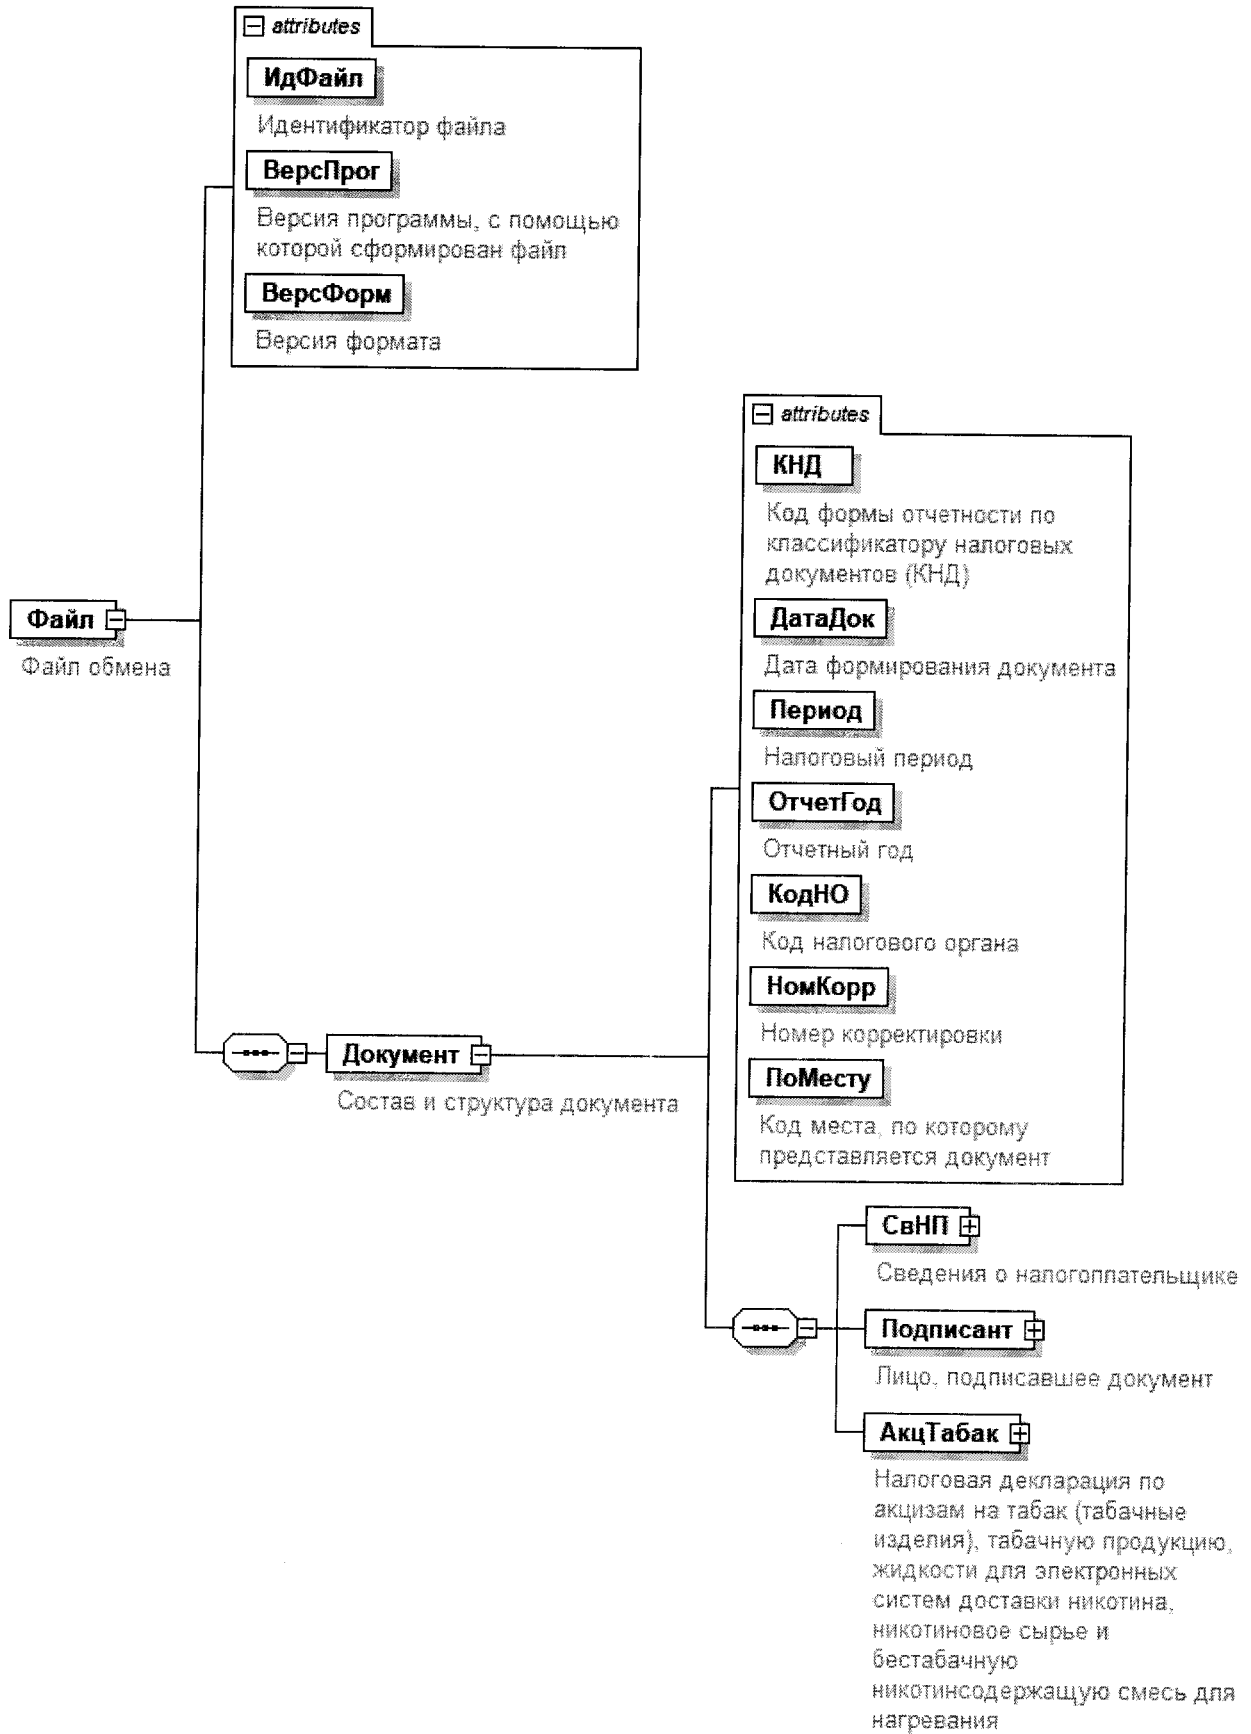 attributes
ИдФайл
Идентификатор файла
ВерсПрог
Версия программы, с помощью
которой сформирован файл
ВерсФорм
Версия формата
attributes
КНД
Код формы отчетности по
классификатору налоговых
документов (КНД)
ДатаДок
Дата формирования документа
Период
Налоговый период
ОтчетГод
Отчетный год
КодНО
Код налогового органа
НомКорр
Номер корректировки
ПоМесту
Код места, по которому
представляется документ
Файл
Файл обмена
Документ
Состав и структура документа
СвНП
Сведения о налогоплательщике
Подписант
Лицо, подписавшее документ
АкцТабак
Налоговая декларация по
акцизам на табак (табачные
изделия), табачную продукцию,
жидкости для электронных
систем доставки никотина,
никотиновое сырье и
бестабачную
никотинсодержащую смесь для
нагревания